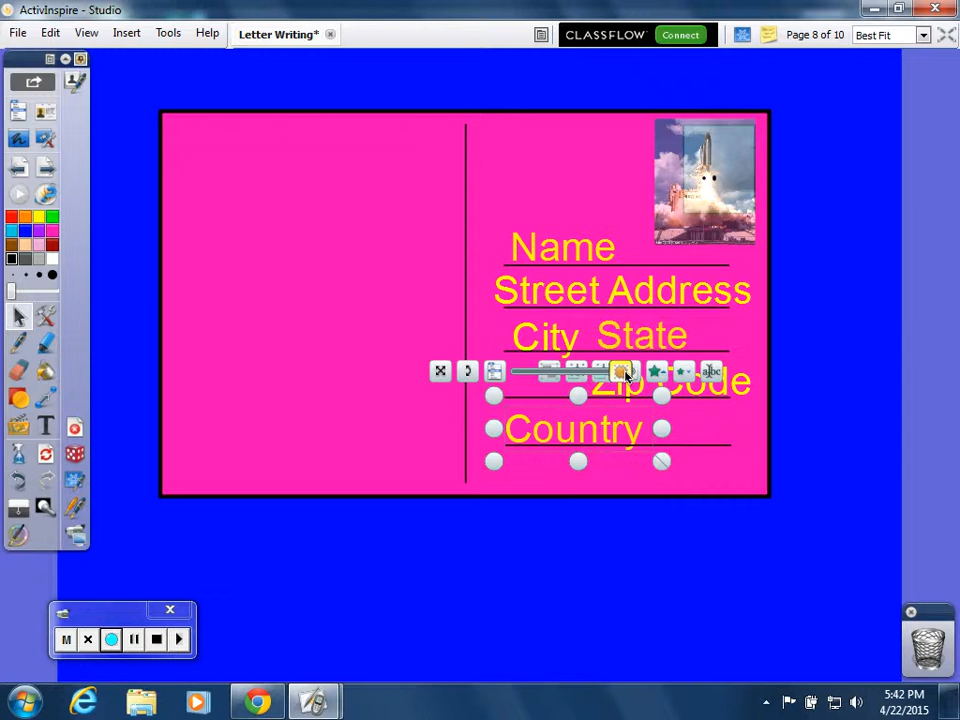 ActivInspire - Studio
File Edit View Insert Tools Help
Letter Writing*
CLASSFLOW Connect
Page 8 of 10
Best Fit
Name
Street Address
City State
Zip Code
Country
abc
M
5:42 PM
4/22/2015